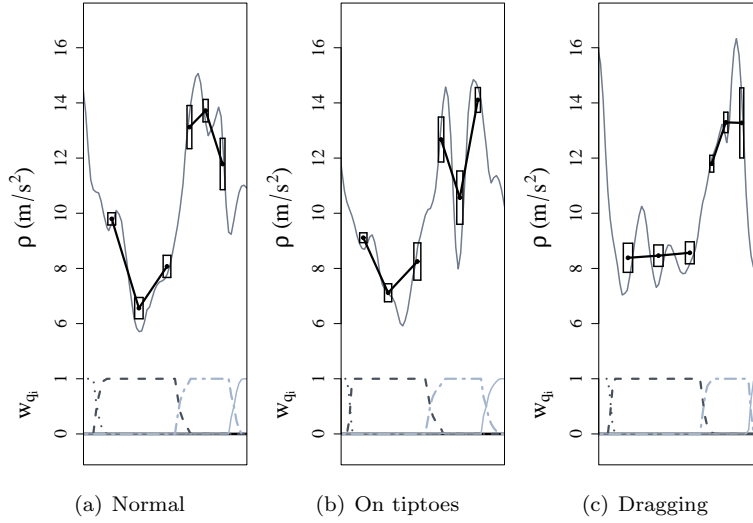 16
14
12
10
8
6
1
0
ρ (m/s²)
w_{q_i}
(a) Normal
16
14
12
10
8
6
1
0
ρ (m/s²)
w_{q_i}
(b) On tiptoes
16
14
12
10
8
6
1
0
ρ (m/s²)
w_{q_i}
(c) Dragging